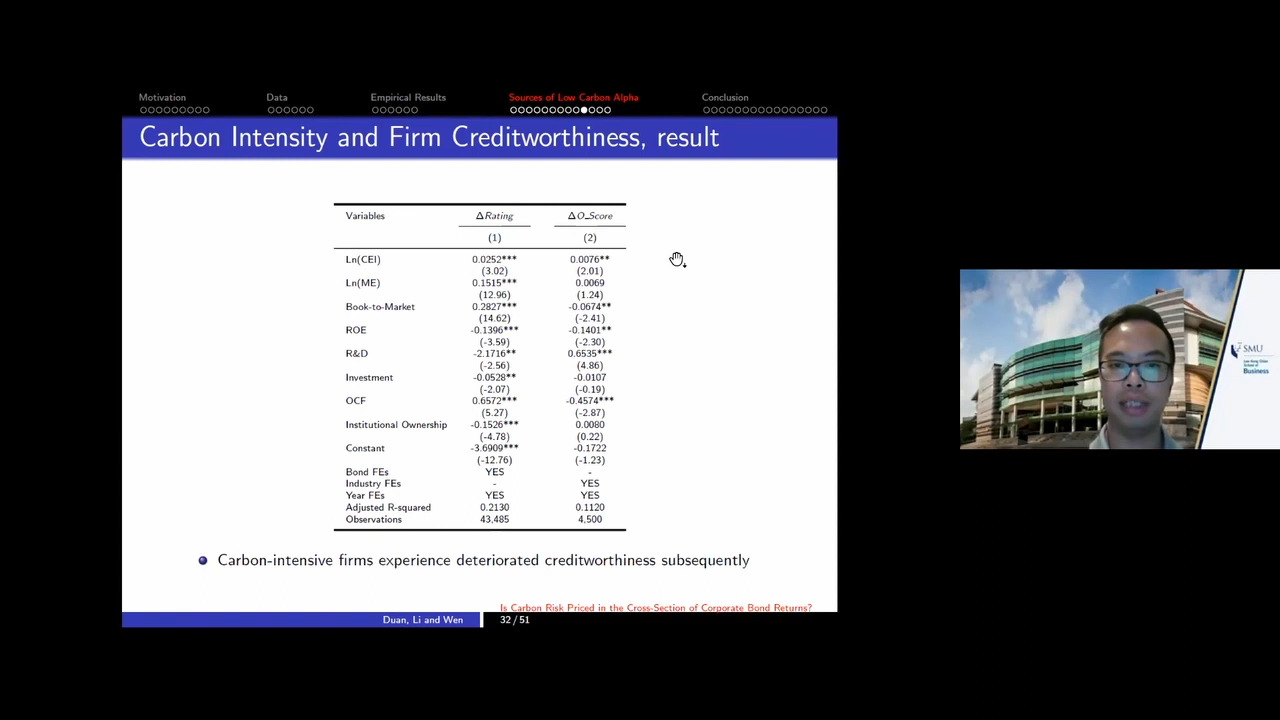 Motivation Data Empirical Results Sources of Low Carbon Alpha Conclusion
Carbon Intensity and Firm Creditworthiness, result
Variables ΔRating ΔO_Score
(1) (2)
Ln(CEI) 0.0252*** 0.0076**
(3.02) (2.01)
Ln(ME) 0.1515*** 0.0069
(12.96) (1.24)
Book-to-Market 0.2827*** -0.0674**
(14.62) (-2.41)
ROE -0.1396*** -0.1401**
(-3.59) (-2.30)
R&D -2.1716** 0.6535***
(-2.56) (4.86)
Investment -0.0528** -0.0107
(-2.07) (-0.19)
OCF 0.6572*** -0.4574***
(5.27) (-2.87)
Institutional Ownership -0.1526*** 0.0080
(-4.78) (0.22)
Constant -3.6909*** -0.1722
(-12.76) (-1.23)
Bond FEs YES -
Industry FEs - YES
Year FEs YES YES
Adjusted R-squared 0.2130 0.1120
Observations 43,485 4,500
Carbon-intensive firms experience deteriorated creditworthiness subsequently
Is Carbon Risk Priced in the Cross-Section of Corporate Bond Returns?
Duan, Li and Wen 32 / 51
SMU
Lee Kong Chian
School of
Business